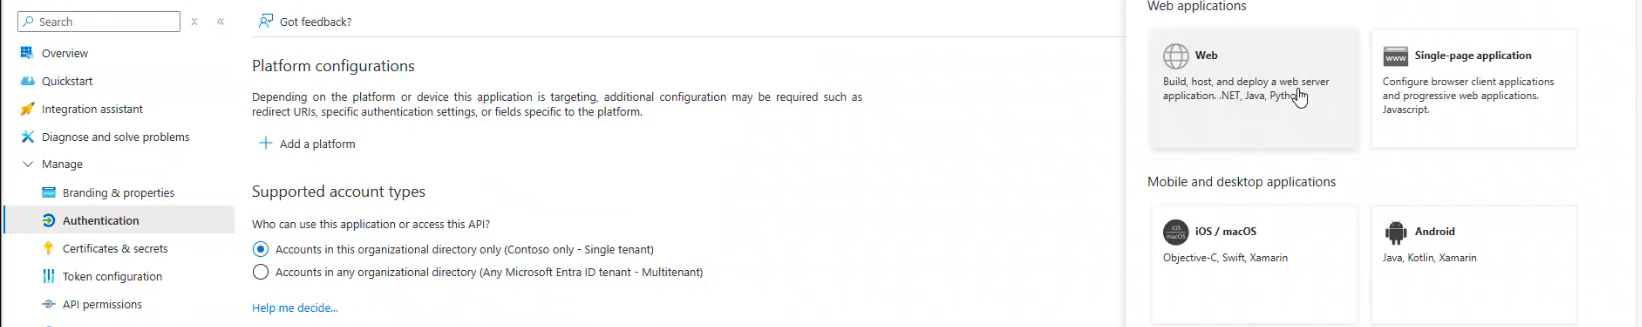 Search
Overview
Quickstart
Integration assistant
Diagnose and solve problems
Manage
Branding & properties
Authentication
Certificates & secrets
Token configuration
API permissions
Got feedback?
Platform configurations
Depending on the platform or device this application is targeting, additional configuration may be required such as
redirect URIs, specific authentication settings, or fields specific to the platform.
Add a platform
Supported account types
Who can use this application or access this API?
Accounts in this organizational directory only (Contoso only - Single tenant)
Accounts in any organizational directory (Any Microsoft Entra ID tenant - Multitenant)
Help me decide...
Web applications
Web
Build, host, and deploy a web server
application. .NET, Java, Python
www
Single-page application
Configure browser client applications
and progressive web applications.
Javascript.
Mobile and desktop applications
iOS
macOS
iOS / macOS
Objective-C, Swift, Xamarin
Android
Java, Kotlin, Xamarin